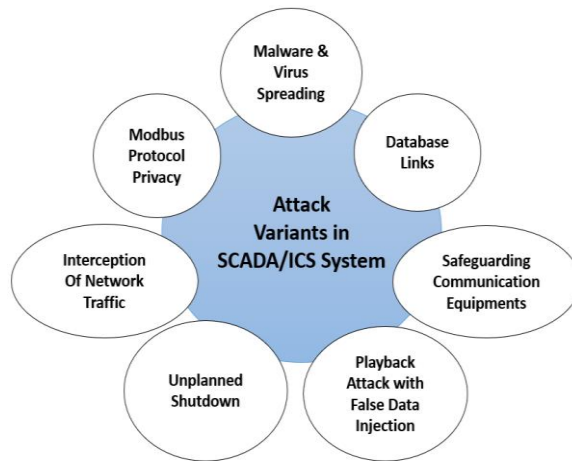 Malware &
Virus
Spreading
Modbus
Protocol
Privacy
Database
Links
Attack
Variants in
SCADA/ICS System
Interception
Of Network
Traffic
Safeguarding
Communication
Equipments
Unplanned
Shutdown
Playback
Attack with
False Data
Injection